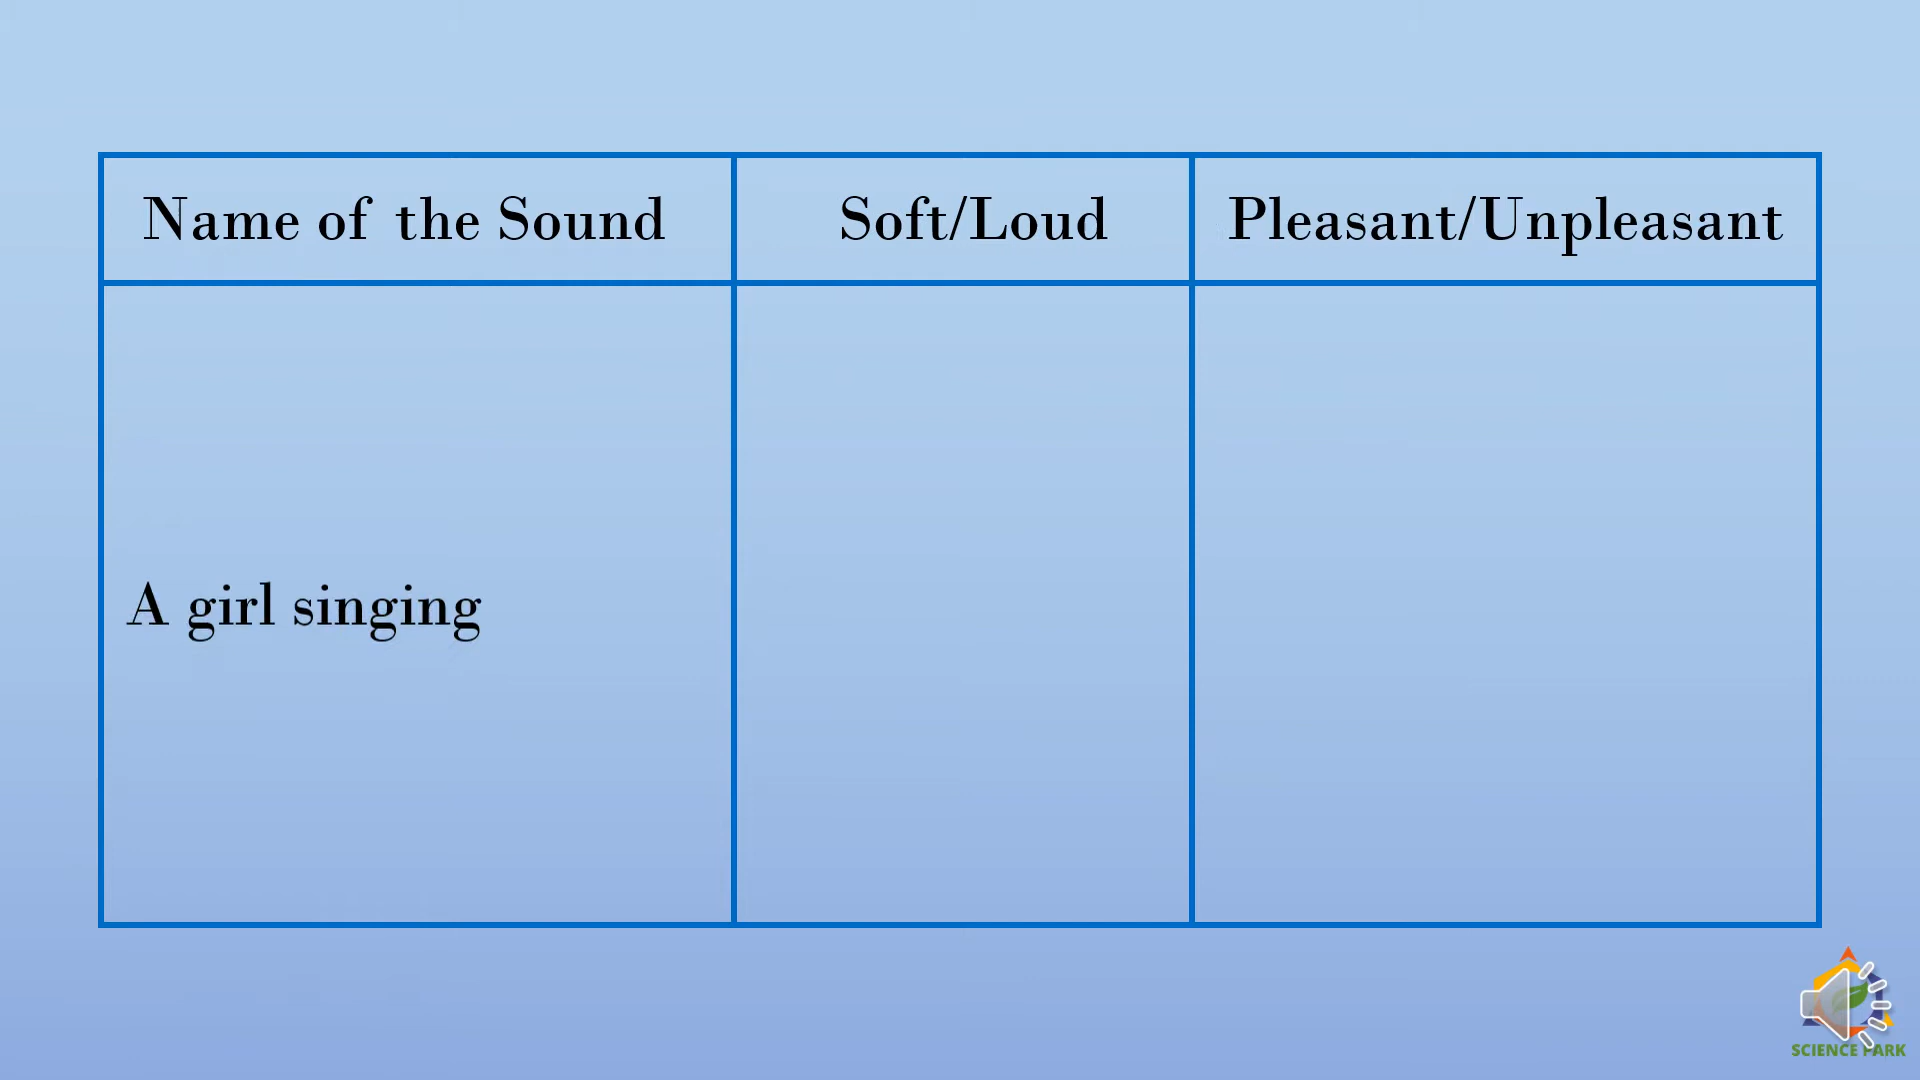 Name of the Sound
Soft/Loud
Pleasant/Unpleasant
A girl singing
SCIENCE PARK